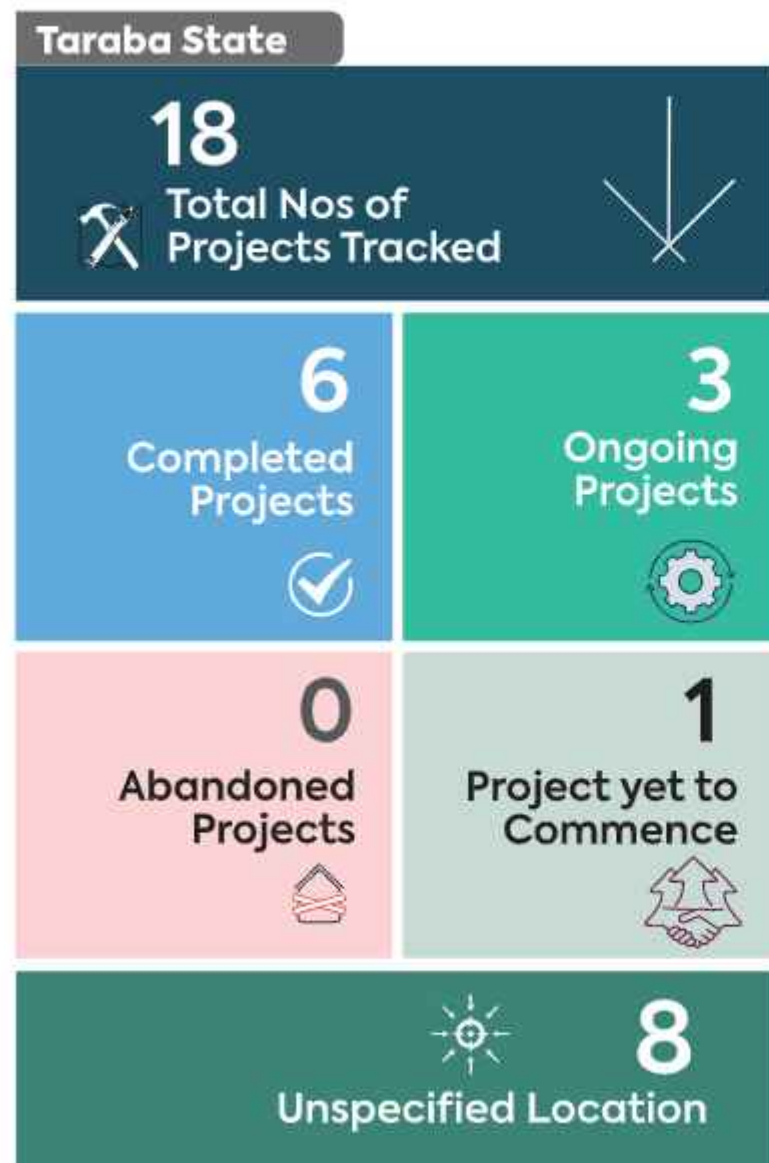 Taraba State
18
Total Nos of
Projects Tracked
6
Completed
Projects
3
Ongoing
Projects
0
Abandoned
Projects
1
Project yet to
Commence
8
Unspecified Location